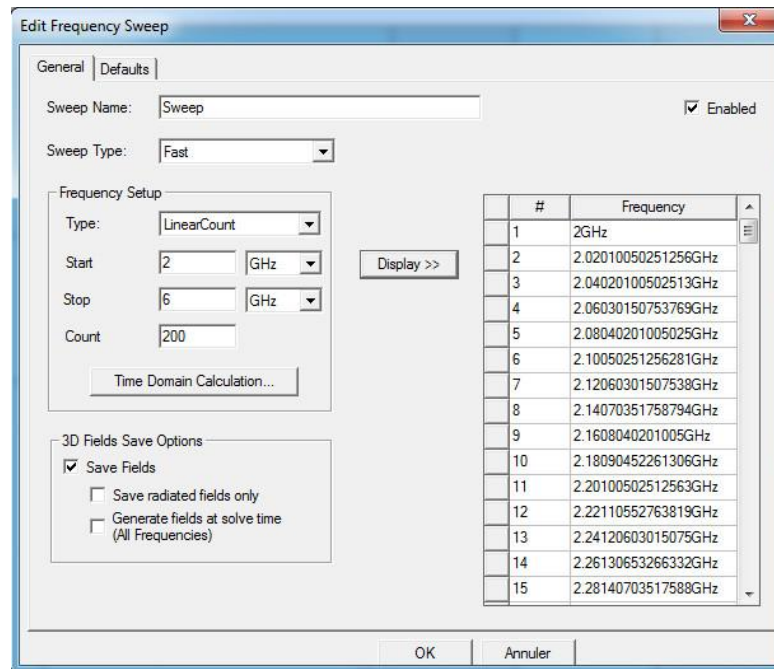 Edit Frequency Sweep
General Defaults
Sweep Name: Sweep Enabled
Sweep Type: Fast
Frequency Setup
Type: LinearCount
Start 2 GHz
Stop 6 GHz
Count 200
Time Domain Calculation...
3D Fields Save Options
Save Fields
Save radiated fields only
Generate fields at solve time
(All Frequencies)
Display >>
# Frequency
1 2GHz
2 2.02010050251256GHz
3 2.04020100502513GHz
4 2.06030150753769GHz
5 2.08040201005025GHz
6 2.10050251256281GHz
7 2.12060301507538GHz
8 2.14070351758794GHz
9 2.1608040201005GHz
10 2.18090452261306GHz
11 2.20100502512563GHz
12 2.22110552763819GHz
13 2.24120603015075GHz
14 2.26130653266332GHz
15 2.28140703517588GHz
OK Annuler